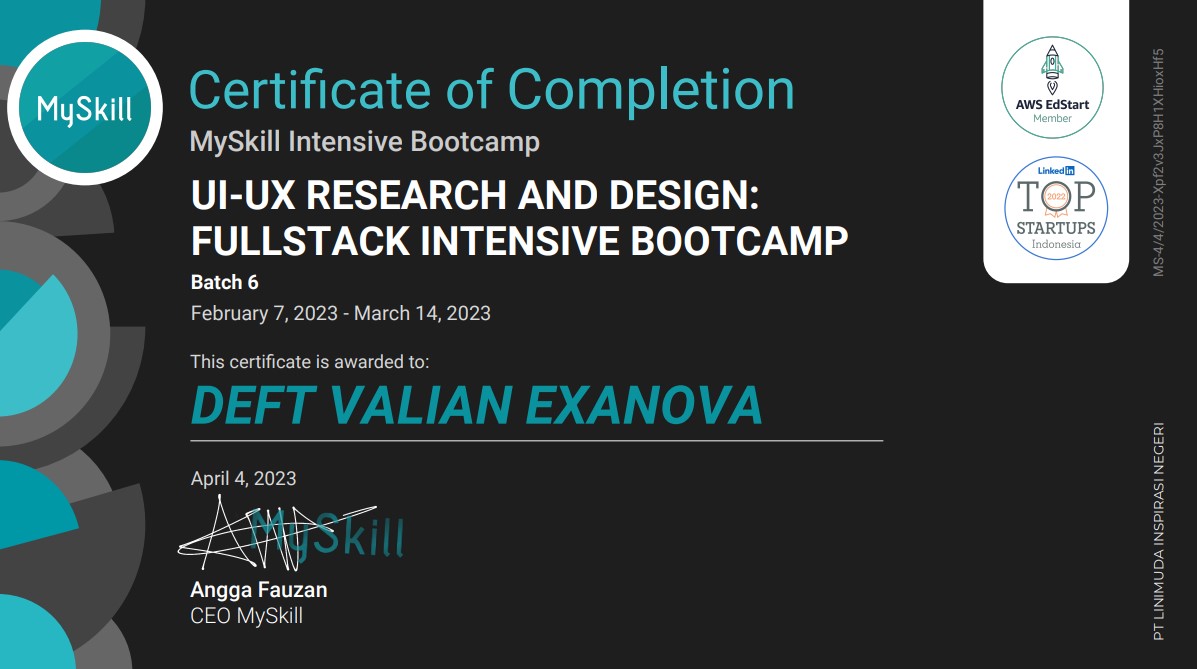 MySkill
Certificate of Completion
MySkill Intensive Bootcamp
UI-UX RESEARCH AND DESIGN:
FULLSTACK INTENSIVE BOOTCAMP
Batch 6
February 7, 2023 - March 14, 2023
This certificate is awarded to:
DEFT VALIAN EXANOVA
April 4, 2023
MySkill
Angga Fauzan
CEO MySkill
AWS EdStart
Member
Linkedin
2022
TOP
STARTUPS
Indonesia
MS-4/4/2023-Xpf2v3JxP8H1XHioxHf5
PT LINIMUDA INSPIRASI NEGERI